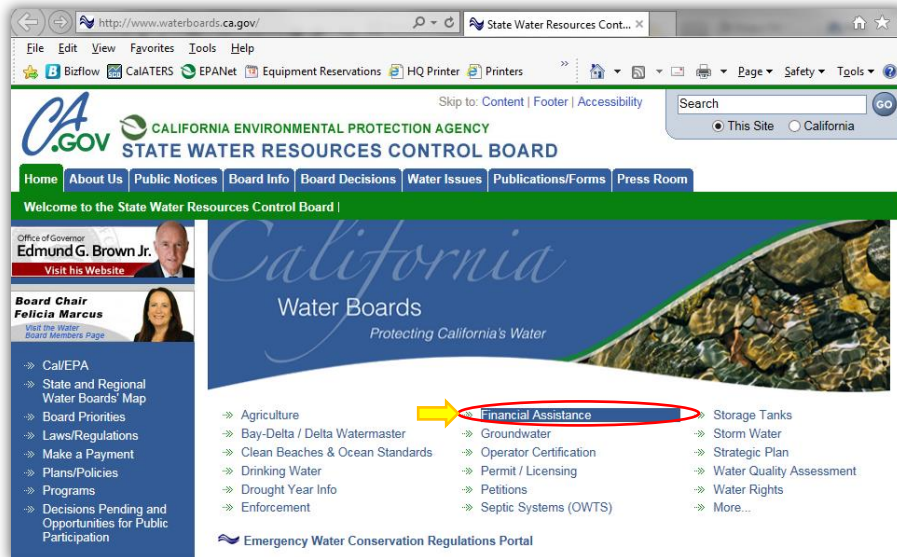 http://www.waterboards.ca.gov/
State Water Resources Cont...
File Edit View Favorites Tools Help
Bizflow CalATERS EPANet Equipment Reservations HQ Printer Printers » Page Safety Tools
Skip to: Content | Footer | Accessibility
Search GO
This Site California
CA.GOV
CALIFORNIA ENVIRONMENTAL PROTECTION AGENCY
STATE WATER RESOURCES CONTROL BOARD
Home About Us Public Notices Board Info Board Decisions Water Issues Publications/Forms Press Room
Welcome to the State Water Resources Control Board |
Office of Governor
Edmund G. Brown Jr.
Visit his Website
Board Chair
Felicia Marcus
Visit the Water
Board Members Page
Cal/EPA
State and Regional
Water Boards' Map
Board Priorities
Laws/Regulations
Make a Payment
Plans/Policies
Programs
Decisions Pending and
Opportunities for Public
Participation
California
Water Boards
Protecting California's Water
Agriculture
Bay-Delta / Delta Watermaster
Clean Beaches & Ocean Standards
Drinking Water
Drought Year Info
Enforcement
Financial Assistance
Groundwater
Operator Certification
Permit / Licensing
Petitions
Septic Systems (OWTS)
Storage Tanks
Storm Water
Strategic Plan
Water Quality Assessment
Water Rights
More...
Emergency Water Conservation Regulations Portal